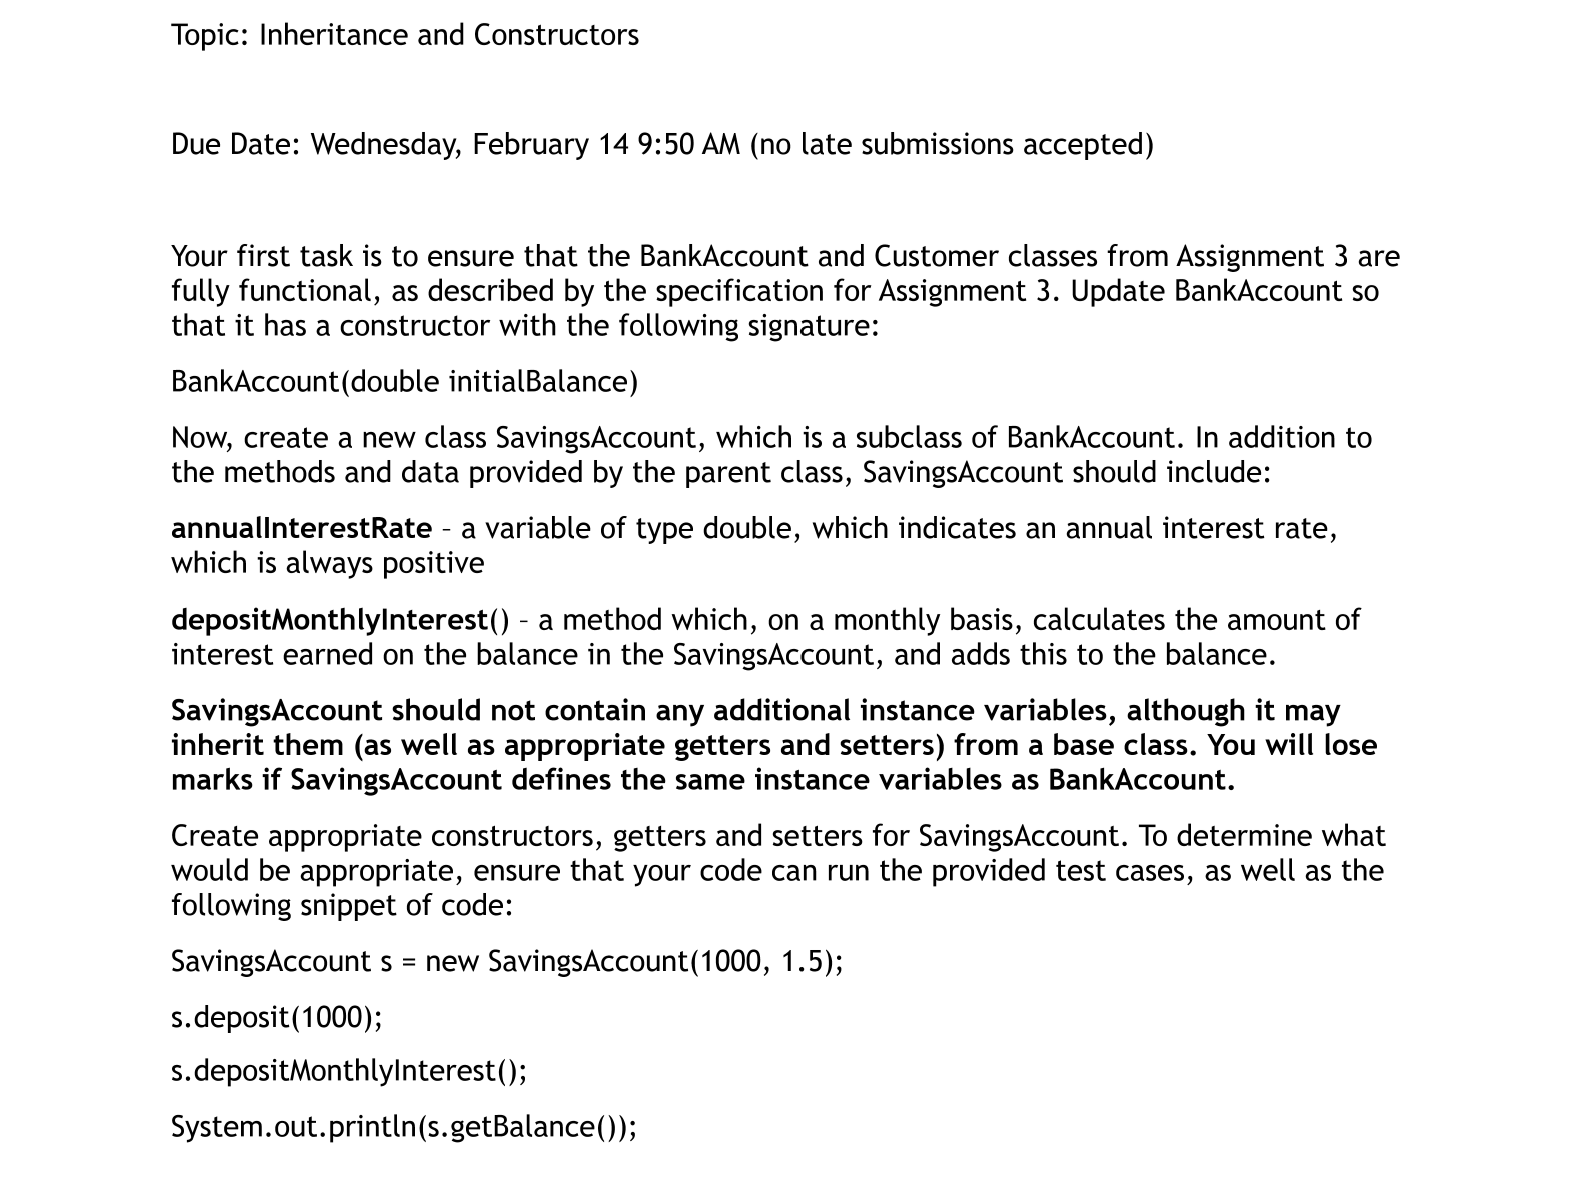 Topic: Inheritance and Constructors
Due Date: Wednesday, February 14 9:50 AM (no late submissions accepted)
Your first task is to ensure that the BankAccount and Customer classes from Assignment 3 are
fully functional, as described by the specification for Assignment 3. Update BankAccount so
that it has a constructor with the following signature:
BankAccount(double initialBalance)
Now, create a new class SavingsAccount, which is a subclass of BankAccount. In addition to
the methods and data provided by the parent class, SavingsAccount should include:
annualInterestRate – a variable of type double, which indicates an annual interest rate,
which is always positive
depositMonthlyInterest() – a method which, on a monthly basis, calculates the amount of
interest earned on the balance in the SavingsAccount, and adds this to the balance.
SavingsAccount should not contain any additional instance variables, although it may
inherit them (as well as appropriate getters and setters) from a base class. You will lose
marks if SavingsAccount defines the same instance variables as BankAccount.
Create appropriate constructors, getters and setters for SavingsAccount. To determine what
would be appropriate, ensure that your code can run the provided test cases, as well as the
following snippet of code:
SavingsAccount s = new SavingsAccount(1000, 1.5);
s.deposit(1000);
s.depositMonthlyInterest();
System.out.println(s.getBalance());